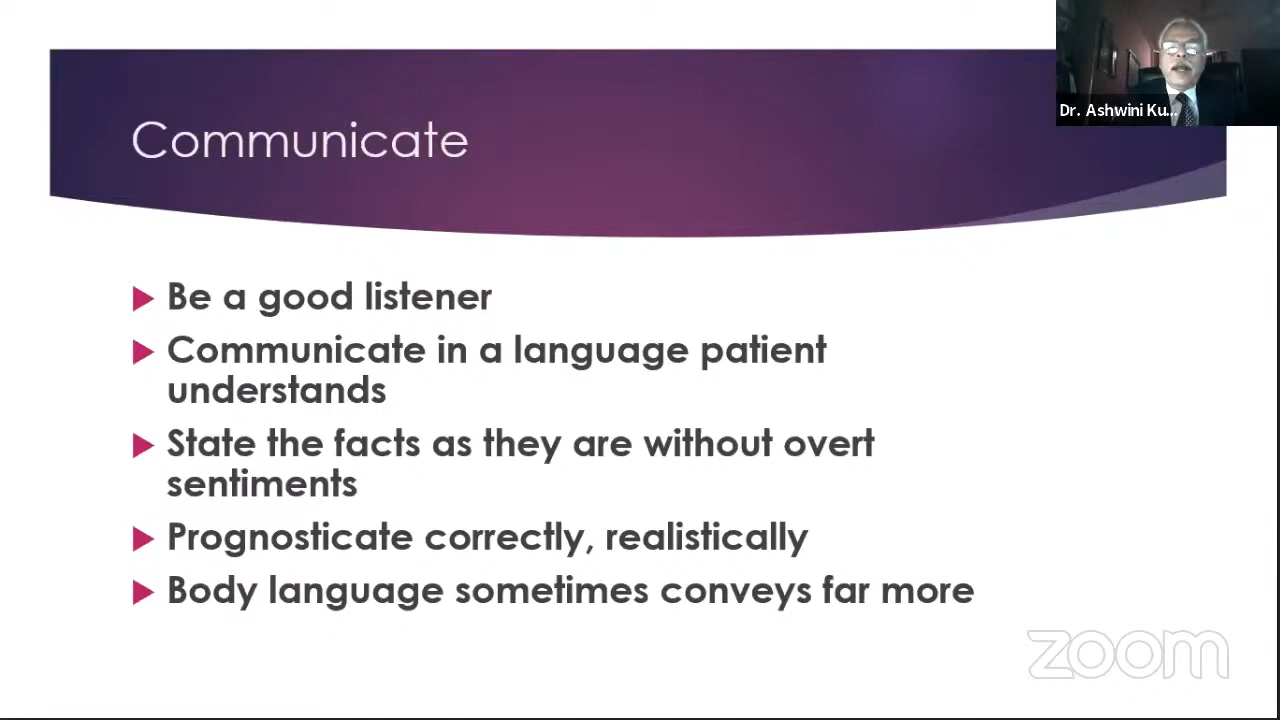 Dr. Ashwini Ku...
Communicate
Be a good listener
Communicate in a language patient
understands
State the facts as they are without overt
sentiments
Prognosticate correctly, realistically
Body language sometimes conveys far more
zoom